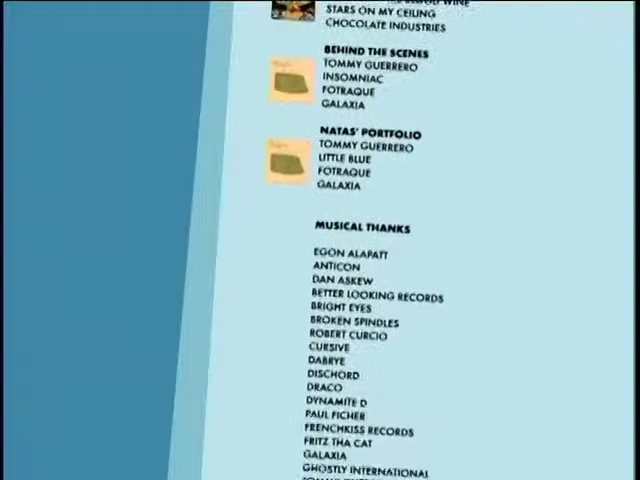 BLOOD WINE
STARS ON MY CEILING
CHOCOLATE INDUSTRIES
BEHIND THE SCENES
TOMMY GUERRERO
INSOMNIAC
FOTRAQUE
GALAXIA
NATAS' PORTFOLIO
TOMMY GUERRERO
LITTLE BLUE
FOTRAQUE
GALAXIA
MUSICAL THANKS
EGON ALAPATT
ANTICON
DAN ASKEW
BETTER LOOKING RECORDS
BRIGHT EYES
BROKEN SPINDLES
ROBERT CURCIO
CURSIVE
DABRYE
DISCHORD
DRACO
DYNAMITE D
PAUL FICHER
FRENCHKISS RECORDS
FRITZ THA CAT
GALAXIA
GHOSTLY INTERNATIONAL